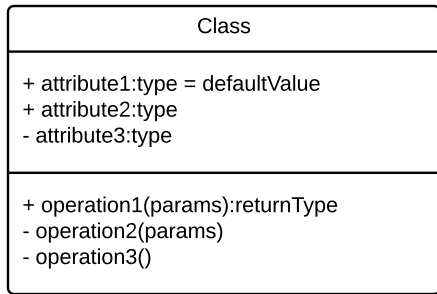 Class
+ attribute1:type = defaultValue
+ attribute2:type
- attribute3:type
+ operation1(params):returnType
- operation2(params)
- operation3()